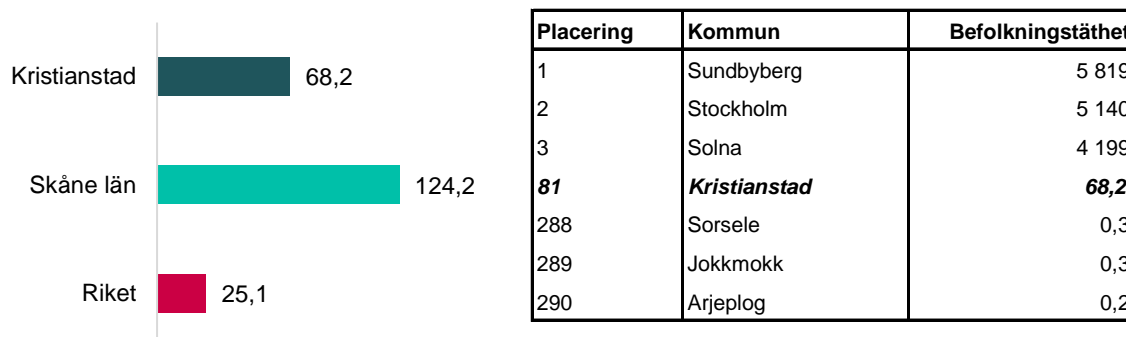 Kristianstad 68,2
Skåne län 124,2
Riket 25,1
Placering Kommun Befolkningstäthet
1 Sundbyberg 5 819
2 Stockholm 5 140
3 Solna 4 199
81 Kristianstad 68,2
288 Sorsele 0,3
289 Jokkmokk 0,3
290 Arjeplog 0,2